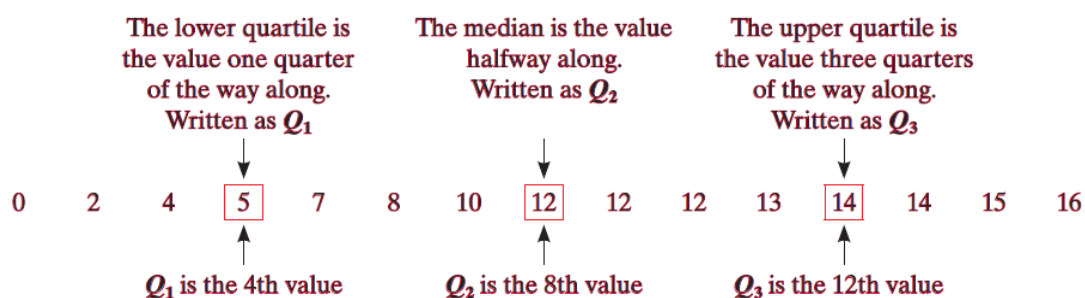 The lower quartile is
the value one quarter
of the way along.
Written as Q1
The median is the value
halfway along.
Written as Q2
The upper quartile is
the value three quarters
of the way along.
Written as Q3
0 2 4 5 7 8 10 12 12 12 13 14 14 15 16
Q1 is the 4th value
Q2 is the 8th value
Q3 is the 12th value